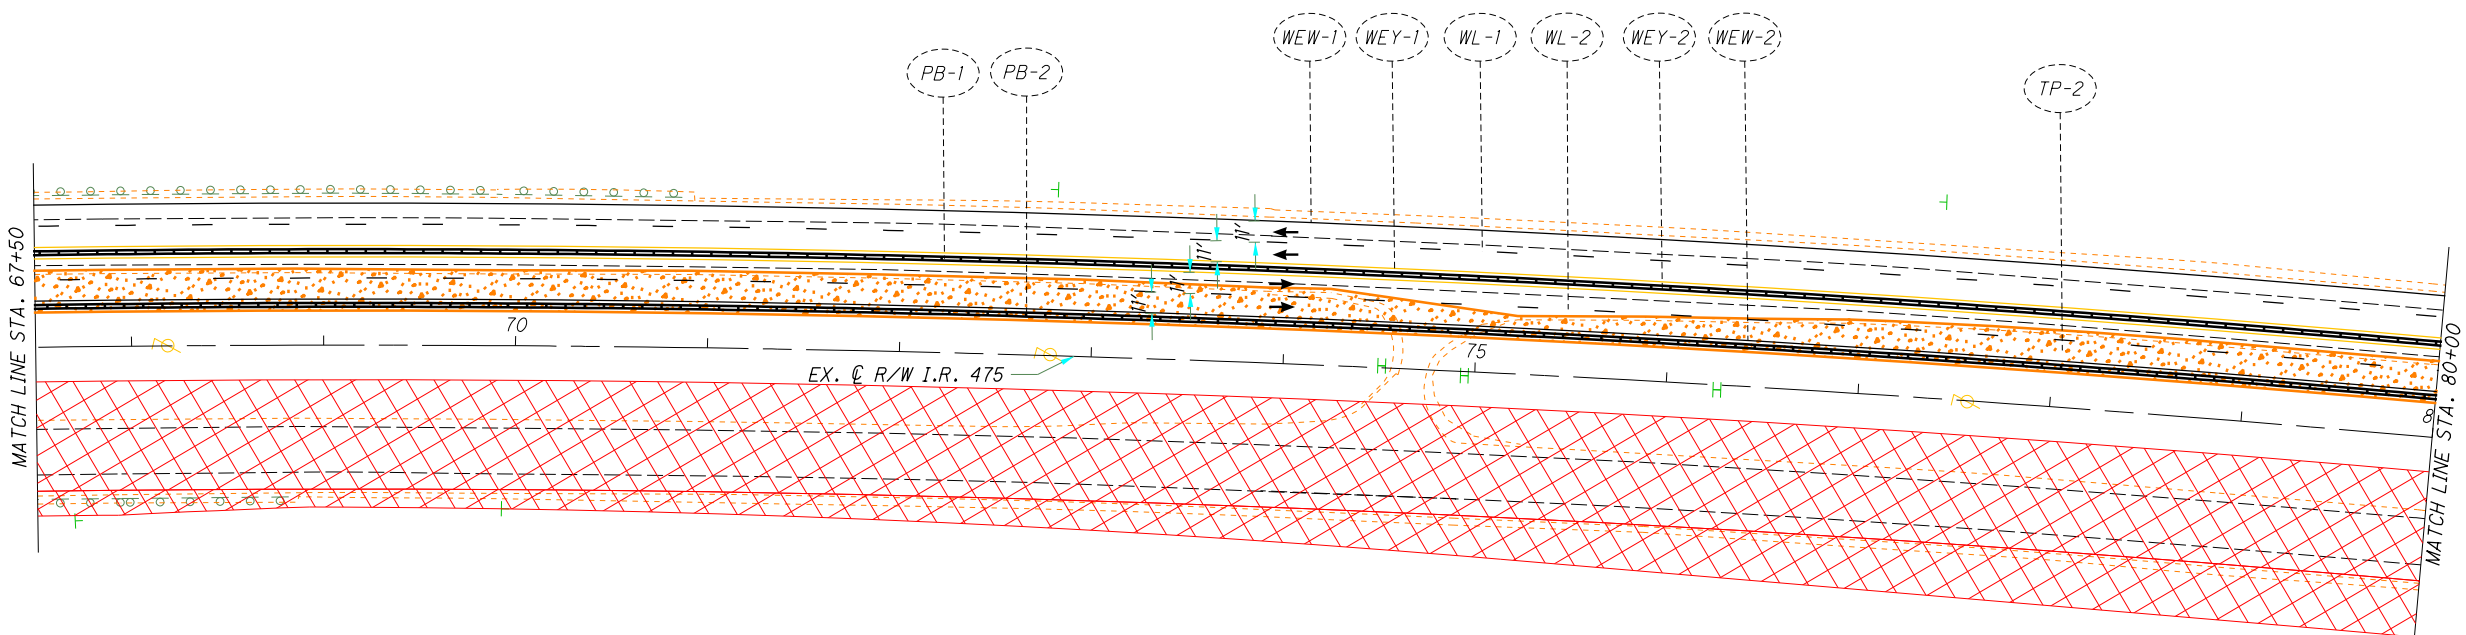 WEW-1 WEY-1 WL-1 WL-2 WEY-2 WEW-2
PB-1 PB-2 TP-2
MATCH LINE STA. 67+50
11'
11'
11'
11'
70
75
8
EX. ℄ R/W I.R. 475
MATCH LINE STA. 80+00